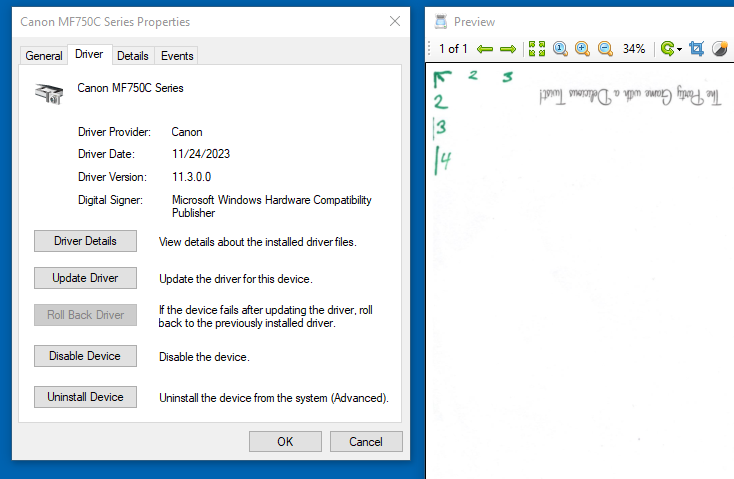 Canon MF750C Series Properties
General Driver Details Events
Canon MF750C Series
Driver Provider: Canon
Driver Date: 11/24/2023
Driver Version: 11.3.0.0
Digital Signer: Microsoft Windows Hardware Compatibility
Publisher
Driver Details View details about the installed driver files.
Update Driver Update the driver for this device.
Roll Back Driver If the device fails after updating the driver, roll
back to the previously installed driver.
Disable Device Disable the device.
Uninstall Device Uninstall the device from the system (Advanced).
OK Cancel
Preview
1 of 1 34%
2 3
The Party Game with a Delicious Twist!
2
3
4